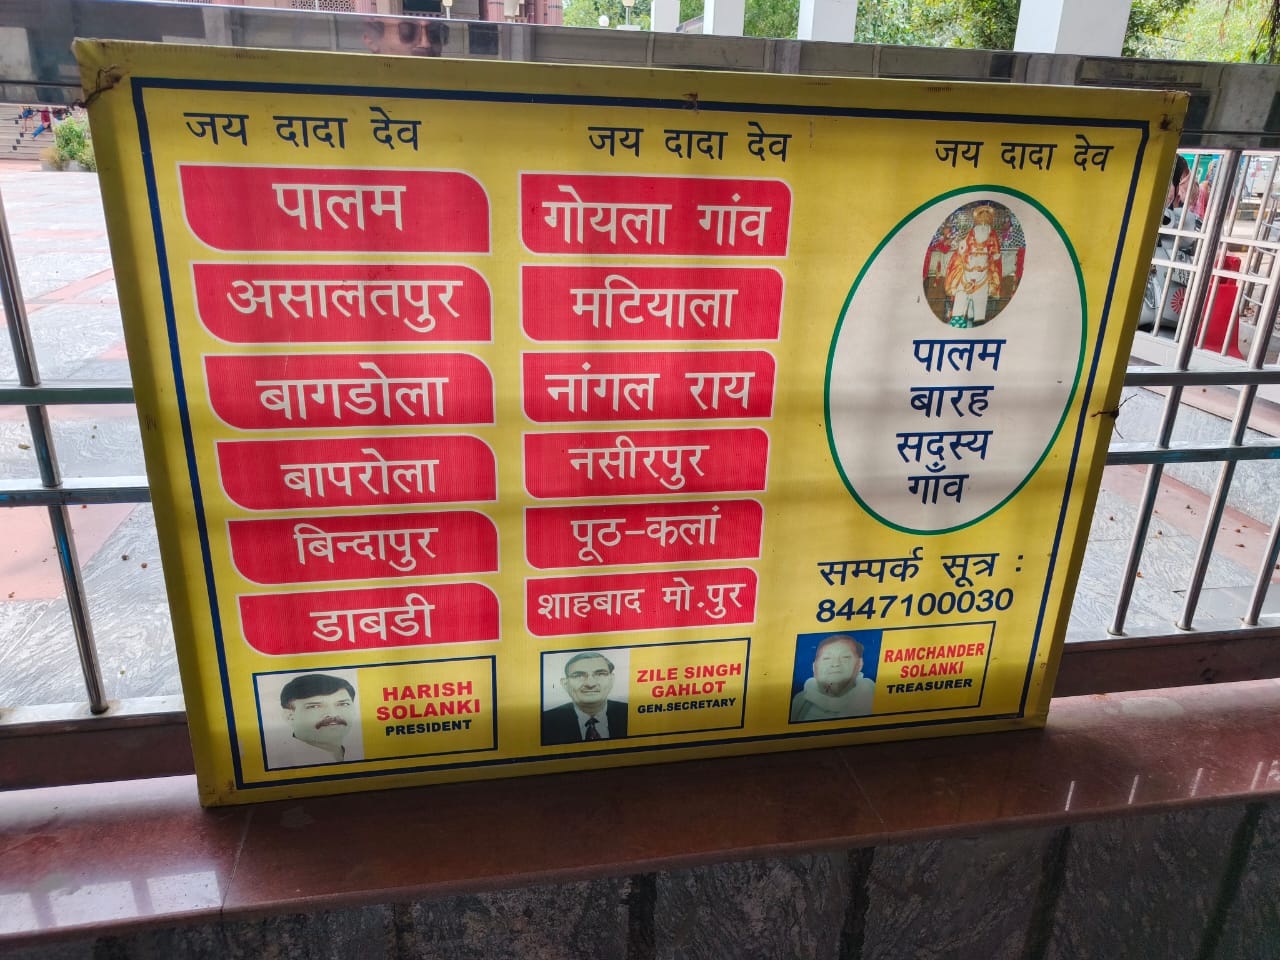 जय दादा देव
पालम
असालतपुर
बागडोला
बापरोला
बिन्दापुर
डाबडी
HARISH
SOLANKI
PRESIDENT
जय दादा देव
गोयला गांव
मटियाला
नांगल राय
नसीरपुर
पूठ-कलां
शाहबाद मो.पुर
ZILE SINGH
GAHLOT
GEN.SECRETARY
जय दादा देव
पालम
बारह
सदस्य
गाँव
सम्पर्क सूत्र :
8447100030
RAMCHANDER
SOLANKI
TREASURER